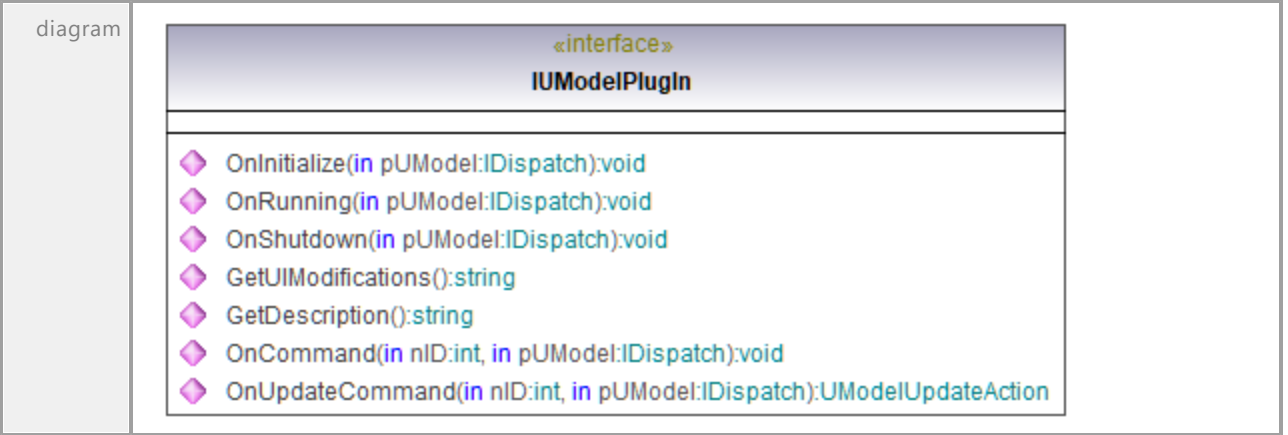 diagram
«interface»
IUModelPlugIn
OnInitialize(in pUModel:IDispatch):void
OnRunning(in pUModel:IDispatch):void
OnShutdown(in pUModel:IDispatch):void
GetUIModifications():string
GetDescription():string
OnCommand(in nID:int, in pUModel:IDispatch):void
OnUpdateCommand(in nID:int, in pUModel:IDispatch):UModelUpdateAction